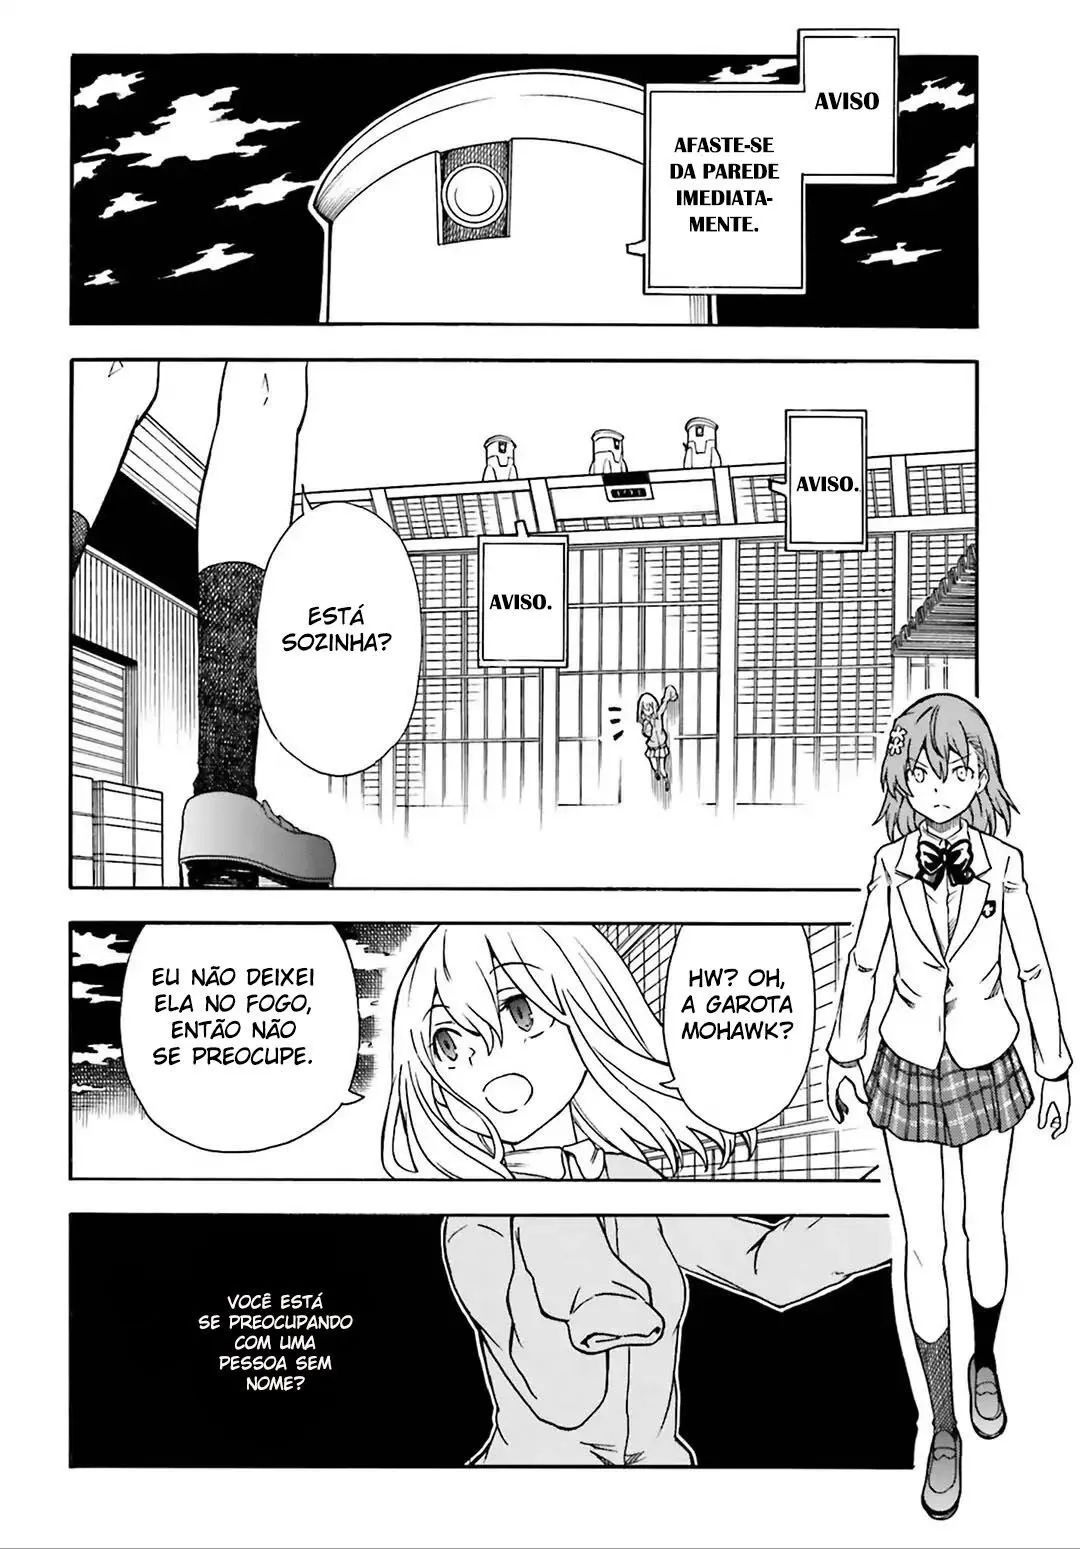 AVISO
AFASTE-SE
DA PAREDE
IMEDIATA-
MENTE.
AVISO.
AVISO.
ESTÁ
SOZINHA?
HW? OH,
A GAROTA
MOHAWK?
EU NÃO DEIXEI
ELA NO FOGO,
ENTÃO NÃO
SE PREOCUPE.
VOCÊ ESTÁ
SE PREOCUPANDO
COM UMA
PESSOA SEM
NOME?